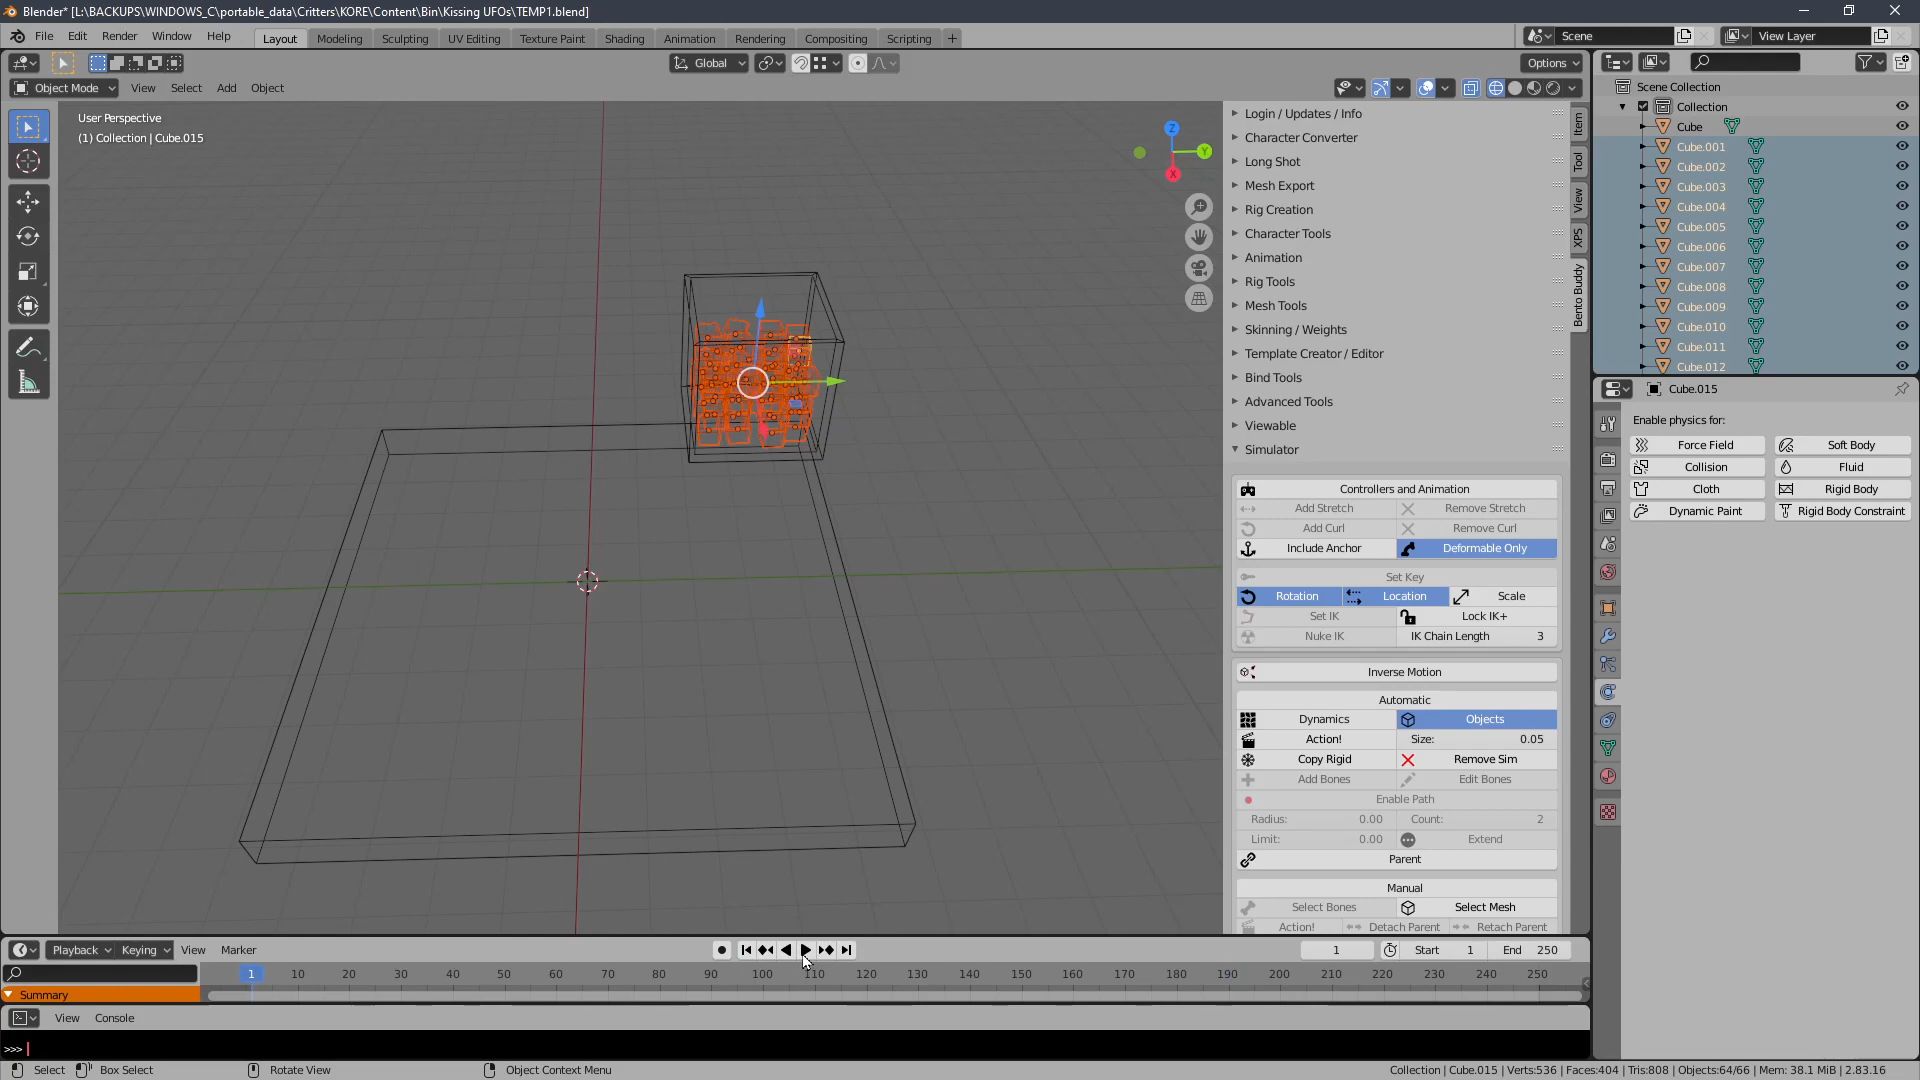 Blender* [L:\BACKUPS\WINDOWS_C\portable_data\Critters\KORE\Content\Bin\Kissing UFOs\TEMP1.blend]
File Edit Render Window Help Layout Modeling Sculpting UV Editing Texture Paint Shading Animation Rendering Compositing Scripting + Scene View Layer
Global Options
Object Mode View Select Add Object
User Perspective
(1) Collection | Cube.015
Z
Y
X
Login / Updates / Info
Character Converter
Long Shot
Mesh Export
Rig Creation
Character Tools
Animation
Rig Tools
Mesh Tools
Skinning / Weights
Template Creator / Editor
Bind Tools
Advanced Tools
Viewable
Simulator
Controllers and Animation
Add Stretch Remove Stretch
Add Curl Remove Curl
Include Anchor Deformable Only
Set Key
Rotation Location Scale
Set IK Lock IK+
Nuke IK IK Chain Length 3
Inverse Motion
Automatic
Dynamics Objects
Action! Size: 0.05
Copy Rigid Remove Sim
Add Bones Edit Bones
Enable Path
Radius: 0.00 Count: 2
Limit: 0.00 Extend
Parent
Manual
Select Bones Select Mesh
Action! Detach Parent Retach Parent
Item
Tool
View
XPS
Bento Buddy
Scene Collection
Collection
Cube
Cube.001
Cube.002
Cube.003
Cube.004
Cube.005
Cube.006
Cube.007
Cube.008
Cube.009
Cube.010
Cube.011
Cube.012
Cube.015
Enable physics for:
Force Field Soft Body
Collision Fluid
Cloth Rigid Body
Dynamic Paint Rigid Body Constraint
Playback Keying View Marker 1 Start 1 End 250
1 10 20 30 40 50 60 70 80 90 100 110 120 130 140 150 160 170 180 190 200 210 220 230 240 250
Summary
View Console
>>>
Select Box Select Rotate View Object Context Menu Collection | Cube.015 | Verts:536 | Faces:404 | Tris:808 | Objects:64/66 | Mem: 38.1 MiB | 2.83.16